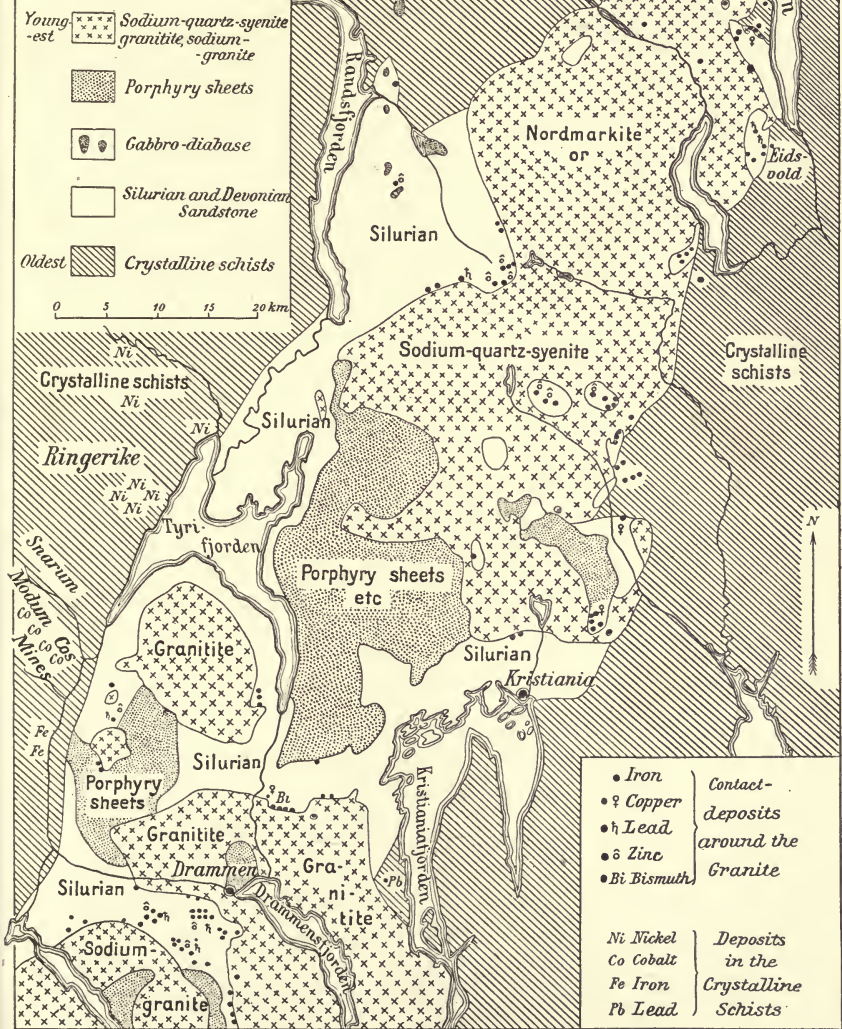 Young-
-est
Sodium-quartz-syenite
granitite, sodium-
-granite
Porphyry sheets
Gabbro-diabase
Silurian and Devonian
Sandstone
Oldest
Crystalline schists
0 5 10 15 20 km
Randsfjorden
Nordmarkite
or
Eids-
vold
Silurian
ħ
ô
ô
Sodium-quartz-syenite
Crystalline
schists
Ni
Crystalline schists
Ni
Ni
Silurian
Ringerike
Ni
Ni Ni
Ni
Tyri-
fjorden
N
Snarum
Modum Cos
Mines
Co
Co
Co
Co
Porphyry sheets
etc
Granitite
Silurian
Kristiania
Fe
Fe
Silurian
Porphyry
sheets
Kristianiafjorden
♀
Bi
Granitite
Gra-
ni-
tite
Drammen
Drammensfjorden
Pb
Silurian
Sodium-
granite
Iron
♀ Copper
ħ Lead
ô Zinc
Bi Bismuth
Contact-
deposits
around the
Granite
Ni Nickel
Co Cobalt
Fe Iron
Pb Lead
Deposits
in the
Crystalline
Schists